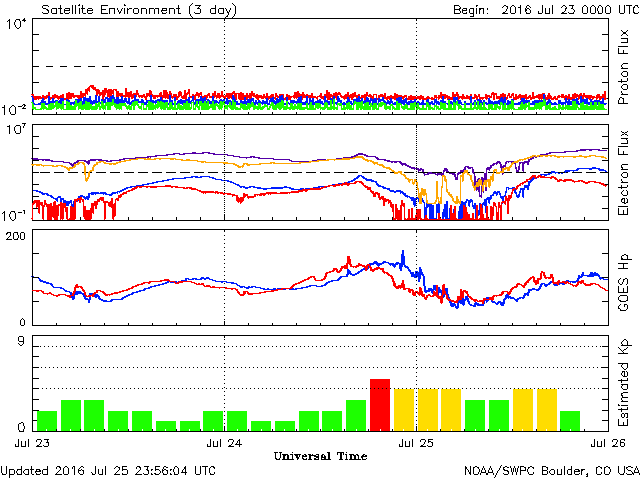 Satellite Environment (3 day)
Begin: 2016 Jul 23 0000 UTC
10⁴
10⁻²
Proton Flux
10⁷
10⁻¹
Electron Flux
200
0
GOES Hp
9
0
Estimated Kp
Jul 23
Jul 24
Jul 25
Jul 26
Universal Time
Updated 2016 Jul 25 23:56:04 UTC
NOAA/SWPC Boulder, CO USA